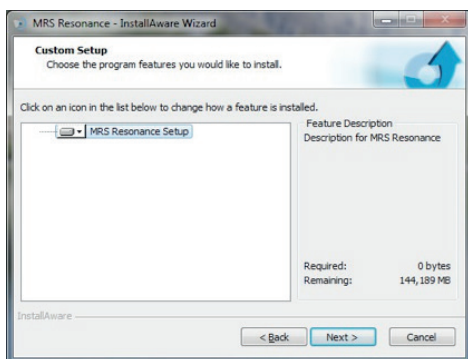 MRS Resonance - InstallAware Wizard
Custom Setup
Choose the program features you would like to install.
Click on an icon in the list below to change how a feature is installed.
MRS Resonance Setup
Feature Description
Description for MRS Resonance
Required: 0 bytes
Remaining: 144,189 MB
InstallAware
< Back Next > Cancel